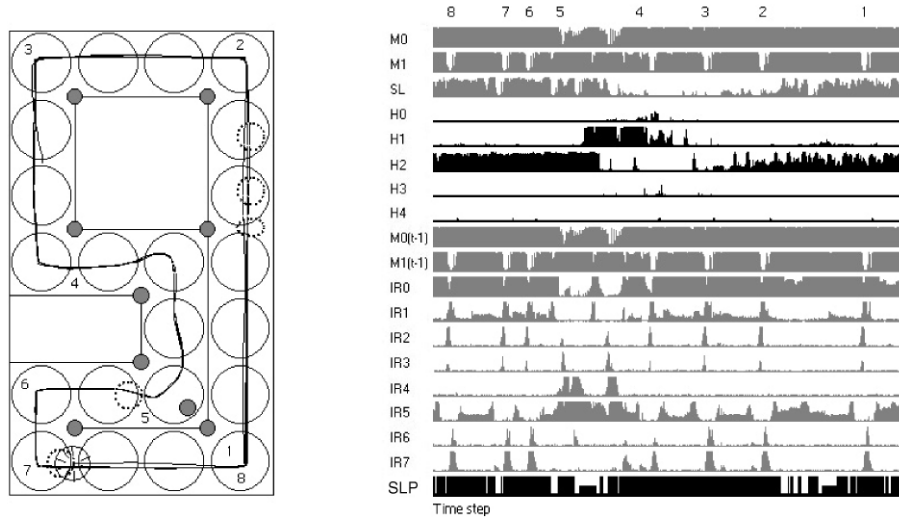 3 2
4
6
5
7 1
8
8 7 6 5 4 3 2 1
M0
M1
SL
H0
H1
H2
H3
H4
M0(t-1)
M1(t-1)
IR0
IR1
IR2
IR3
IR4
IR5
IR6
IR7
SLP
Time step